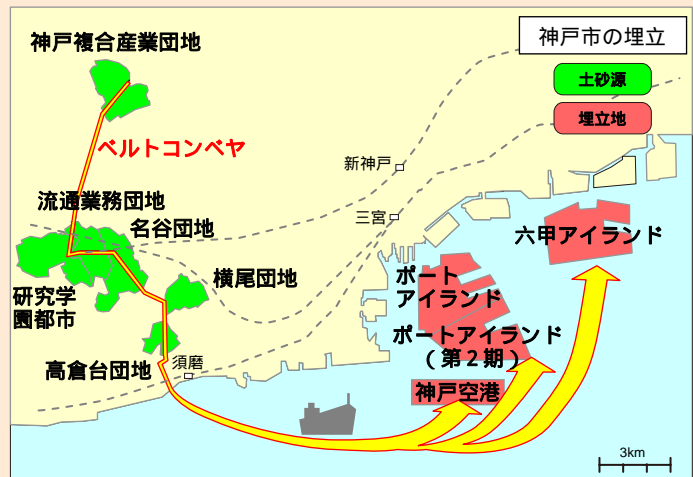 神戸市の埋立
土砂源
埋立地
神戸複合産業団地
ベルトコンベヤ
新神戸
流通業務団地
名谷団地
三宮
六甲アイランド
横尾団地
ポート
アイランド
研究学
園都市
ポートアイランド
(第2期)
高倉台団地
須磨
神戸空港
3km